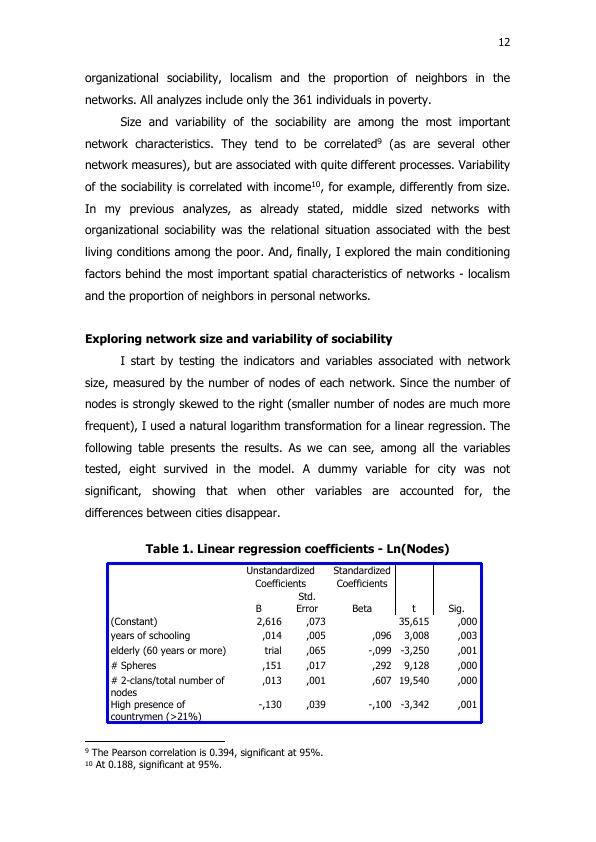 12
organizational sociability, localism and the proportion of neighbors in the
networks. All analyzes include only the 361 individuals in poverty.
Size and variability of the sociability are among the most important
network characteristics. They tend to be correlated⁹ (as are several other
network measures), but are associated with quite different processes. Variability
of the sociability is correlated with income¹⁰, for example, differently from size.
In my previous analyzes, as already stated, middle sized networks with
organizational sociability was the relational situation associated with the best
living conditions among the poor. And, finally, I explored the main conditioning
factors behind the most important spatial characteristics of networks - localism
and the proportion of neighbors in personal networks.
Exploring network size and variability of sociability
I start by testing the indicators and variables associated with network
size, measured by the number of nodes of each network. Since the number of
nodes is strongly skewed to the right (smaller number of nodes are much more
frequent), I used a natural logarithm transformation for a linear regression. The
following table presents the results. As we can see, among all the variables
tested, eight survived in the model. A dummy variable for city was not
significant, showing that when other variables are accounted for, the
differences between cities disappear.
Table 1. Linear regression coefficients - Ln(Nodes)
Unstandardized Standardized
Coefficients Coefficients
Std.
B Error Beta t Sig.
(Constant) 2,616 ,073 35,615 ,000
years of schooling ,014 ,005 ,096 3,008 ,003
elderly (60 years or more) trial ,065 -,099 -3,250 ,001
# Spheres ,151 ,017 ,292 9,128 ,000
# 2-clans/total number of ,013 ,001 ,607 19,540 ,000
nodes
High presence of -,130 ,039 -,100 -3,342 ,001
countrymen (>21%)
⁹ The Pearson correlation is 0.394, significant at 95%.
¹⁰ At 0.188, significant at 95%.